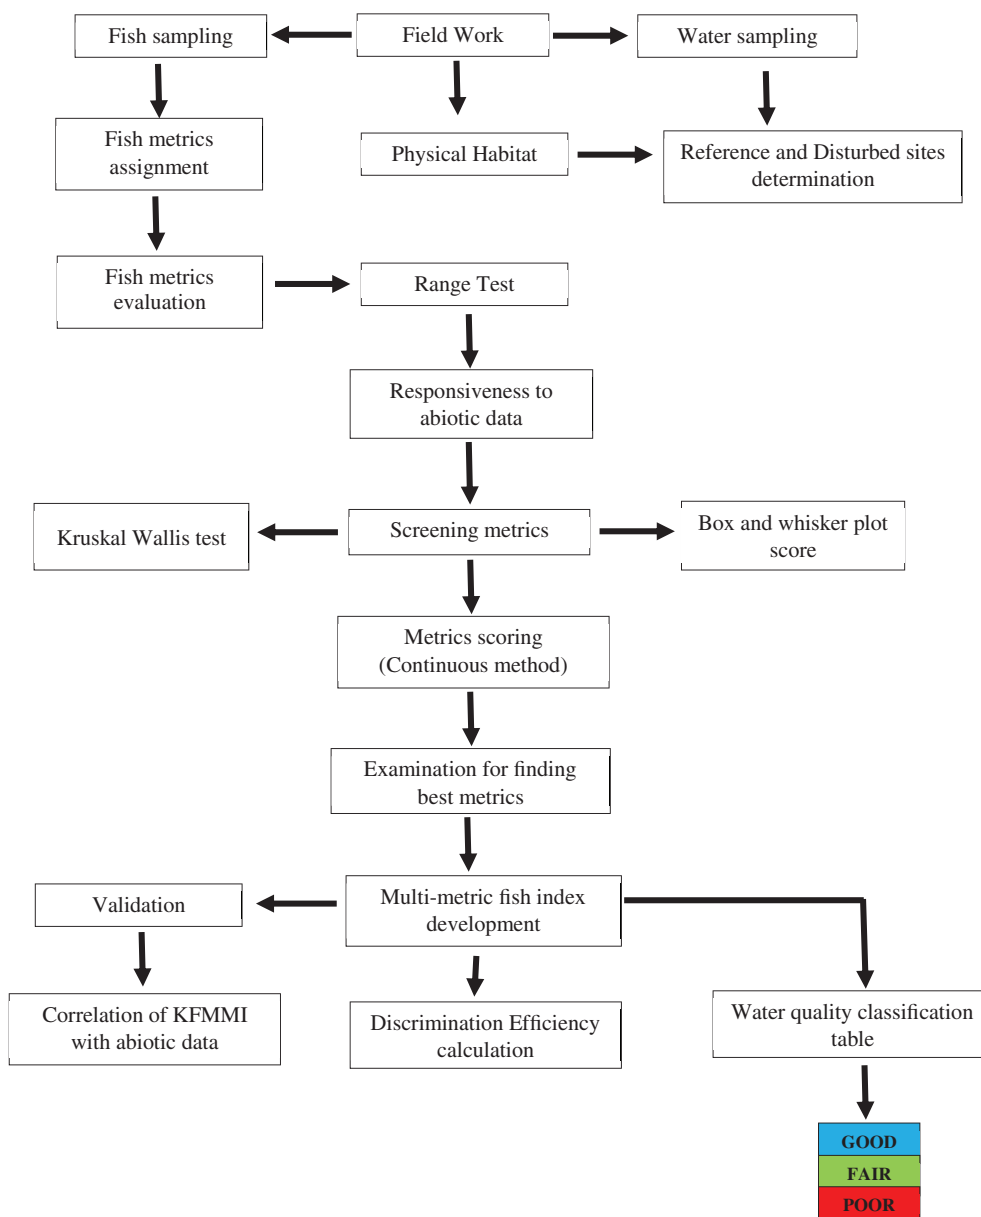 Fish sampling
Field Work
Water sampling
Fish metrics
assignment
Physical Habitat
Reference and Disturbed sites
determination
Fish metrics
evaluation
Range Test
Responsiveness to
abiotic data
Kruskal Wallis test
Screening metrics
Box and whisker plot
score
Metrics scoring
(Continuous method)
Examination for finding
best metrics
Validation
Multi-metric fish index
development
Correlation of KFMMI
with abiotic data
Discrimination Efficiency
calculation
Water quality classification
table
GOOD
FAIR
POOR